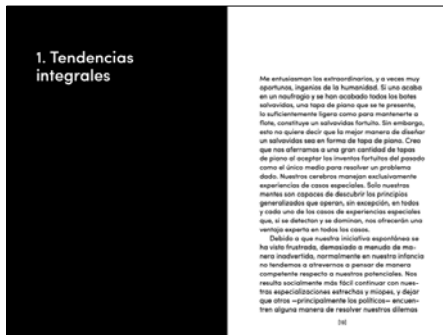 1. Tendencias
integrales
Me entusiasman los extraordinarios, y a veces muy
oportunos, ingenios de la humanidad. Si uno acaba
en un naufragio y se han acabado todos los botes
salvavidas, una tapa de piano que se te presente,
lo suficientemente ligera como para mantenerte a
flote, constituye un salvavidas fortuito. Sin embargo,
esto no quiere decir que la mejor manera de diseñar
un salvavidas sea en forma de tapa de piano. Creo
que nos aferramos a una gran cantidad de tapas
de piano al aceptar los inventos fortuitos del pasado
como el único medio para resolver un problema
dado. Nuestros cerebros manejan exclusivamente
experiencias de casos especiales. Solo nuestras
mentes son capaces de descubrir los principios
generalizados que operan, sin excepción, en todos
y cada uno de los casos de experiencias especiales
que, si se detectan y se dominan, nos ofrecerán una
ventaja experta en todos los casos.
Debido a que nuestra iniciativa espontánea se
ha visto frustrada, demasiado a menudo de ma-
nera inadvertida, normalmente en nuestra infancia
no tendemos a atrevernos a pensar de manera
competente respecto a nuestros potenciales. Nos
resulta socialmente más fácil continuar con nues-
tras especializaciones estrechas y miopes, y dejar
que otros —principalmente los políticos— encuen-
tren alguna manera de resolver nuestros dilemas